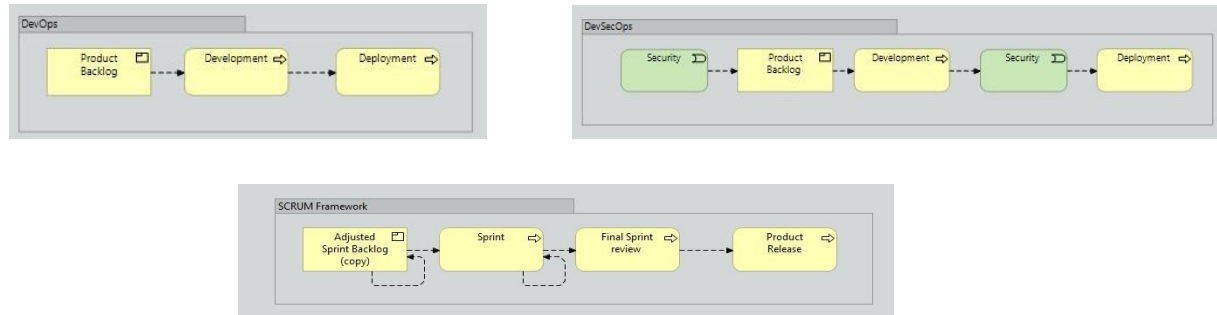 DevOps
Product
Backlog
Development
Deployment
DevSecOps
Security
Product
Backlog
Development
Security
Deployment
SCRUM Framework
Adjusted
Sprint Backlog
(copy)
Sprint
Final Sprint
review
Product
Release